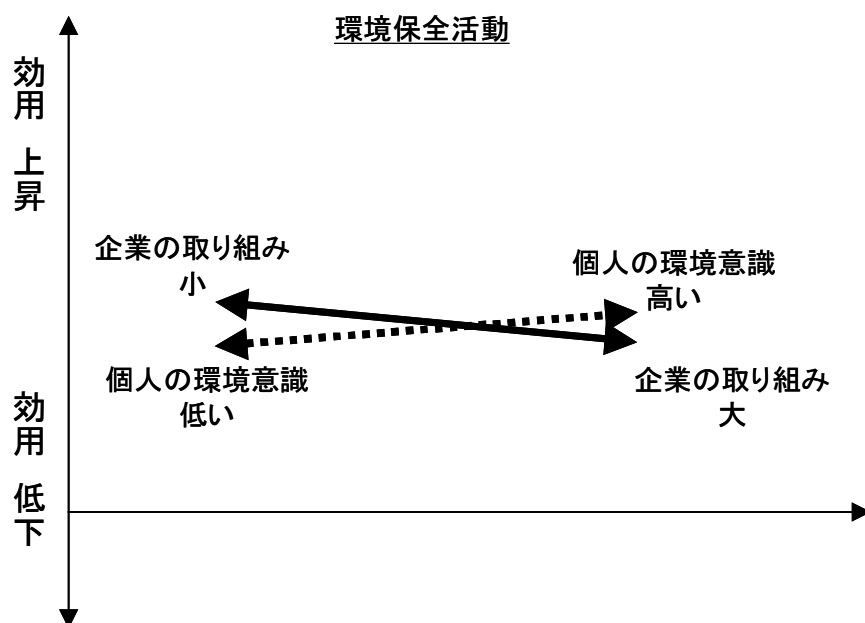 環境保全活動
効用 上昇
企業の取り組み
小
個人の環境意識
高い
個人の環境意識
低い
企業の取り組み
大
効用 低下